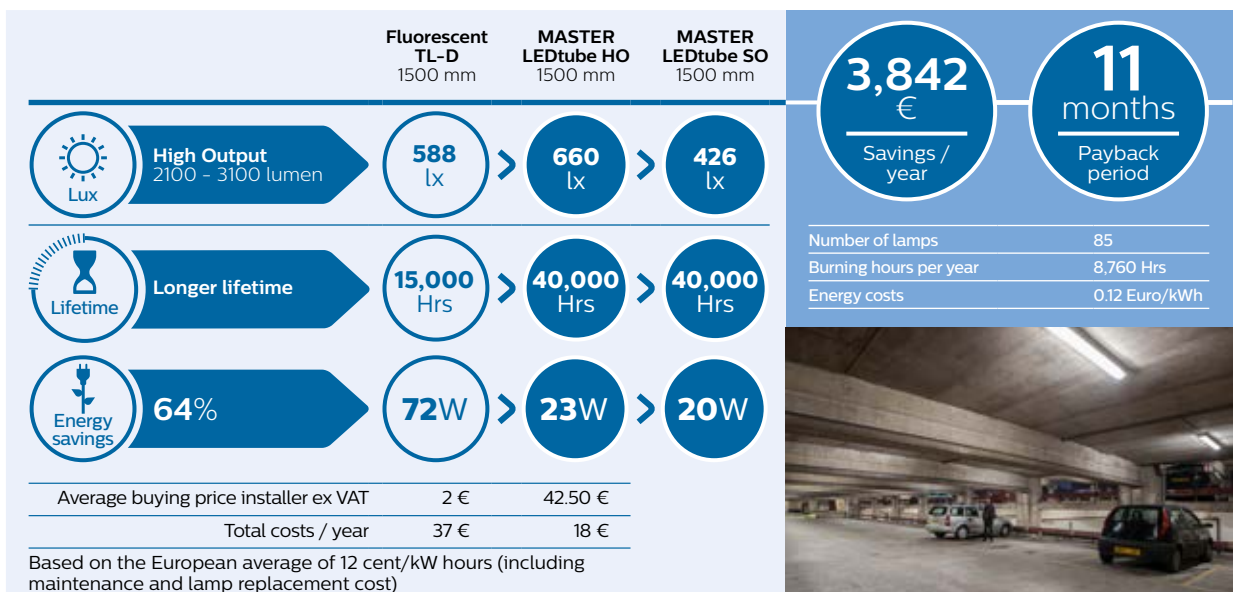 Fluorescent
TL-D
1500 mm
MASTER
LEDtube HO
1500 mm
MASTER
LEDtube SO
1500 mm
Lux
High Output
2100 - 3100 lumen
588
lx
>
660
lx
>
426
lx
Lifetime
Longer lifetime
15,000
Hrs
>
40,000
Hrs
>
40,000
Hrs
Energy
savings
64%
72W
>
23W
>
20W
Average buying price installer ex VAT 2 € 42.50 €
Total costs / year 37 € 18 €
Based on the European average of 12 cent/kW hours (including
maintenance and lamp replacement cost)
3,842
€
Savings /
year
11
months
Payback
period
Number of lamps 85
Burning hours per year 8,760 Hrs
Energy costs 0.12 Euro/kWh